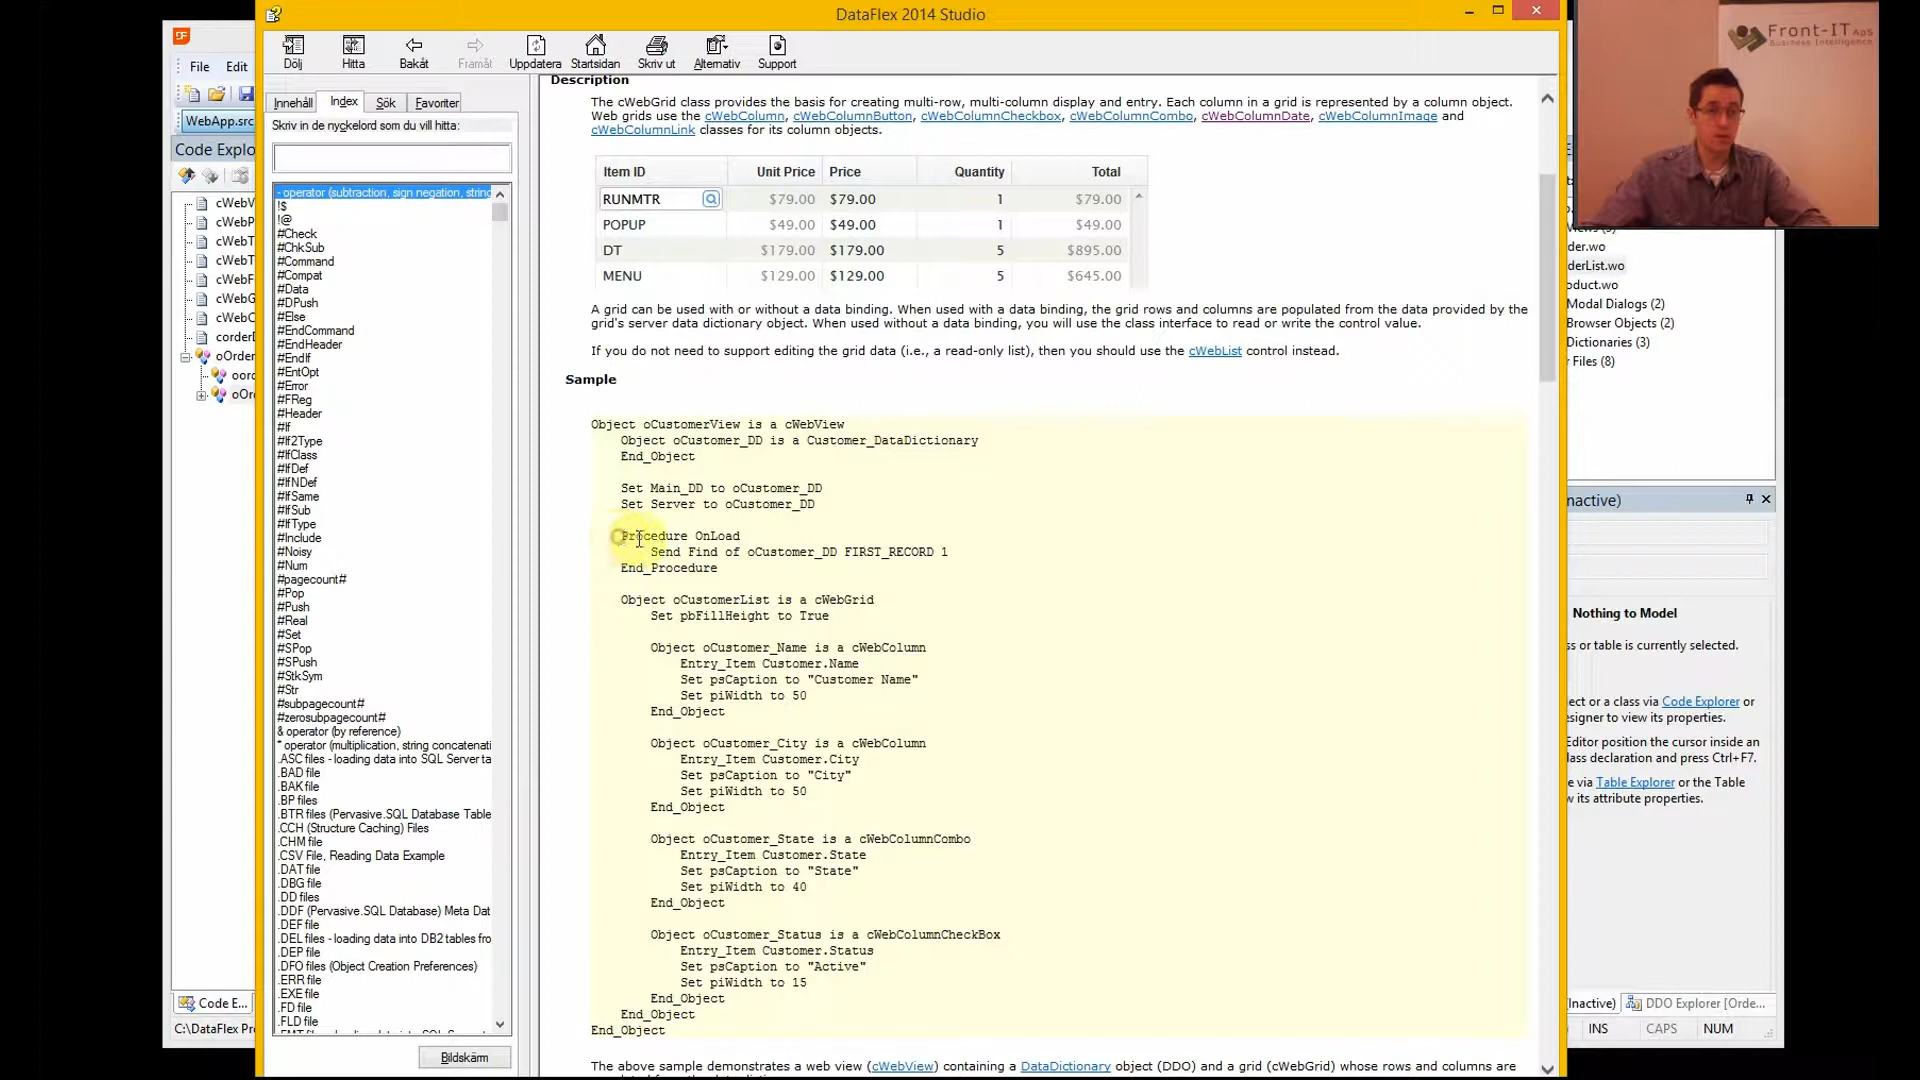 DataFlex 2014 Studio
Front-IT Aps
Business Intelligence
File Edit
WebApp.src
Code Explo
cWebV
cWebP
cWebT
cWebT
cWebF
cWebG
cWebC
corderD
oOrder
oord
oOr
Code E...
C:\DataFlex Pr
Dölj
Hitta
Bakåt
Framåt
Uppdatera
Startsidan
Skriv ut
Alternativ
Support
Innehåll
Index
Sök
Favoriter
Skriv in de nyckelord som du vill hitta:
- operator (subtraction, sign negation, string
!$
!@
#Check
#ChkSub
#Command
#Compat
#Data
#DPush
#Else
#EndCommand
#EndHeader
#EndIf
#EntOpt
#Error
#FReg
#Header
#If
#If2Type
#IfClass
#IfDef
#IfNDef
#IfSame
#IfSub
#IfType
#Include
#Noisy
#Num
#pagecount#
#Pop
#Push
#Real
#Set
#SPop
#SPush
#StkSym
#Str
#subpagecount#
#zerosubpagecount#
& operator (by reference)
* operator (multiplication, string concatenati
.ASC files - loading data into SQL Server ta
.BAD file
.BAK file
.BP files
.BTR files (Pervasive.SQL Database Table
.CCH (Structure Caching) Files
.CHM file
.CSV File, Reading Data Example
.DAT file
.DBG file
.DD files
.DDF (Pervasive.SQL Database) Meta Dat
.DEF file
.DEL files - loading data into DB2 tables fro
.DEP file
.DFO files (Object Creation Preferences)
.ERR file
.EXE file
.FD file
.FLD file
Bildskärm
Description
The cWebGrid class provides the basis for creating multi-row, multi-column display and entry. Each column in a grid is represented by a column object.
Web grids use the cWebColumn, cWebColumnButton, cWebColumnCheckbox, cWebColumnCombo, cWebColumnDate, cWebColumnImage and
cWebColumnLink classes for its column objects.
Item ID Unit Price Price Quantity Total
RUNMTR $79.00 $79.00 1 $79.00
POPUP $49.00 $49.00 1 $49.00
DT $179.00 $179.00 5 $895.00
MENU $129.00 $129.00 5 $645.00
A grid can be used with or without a data binding. When used with a data binding, the grid rows and columns are populated from the data provided by the
grid's server data dictionary object. When used without a data binding, you will use the class interface to read or write the control value.
If you do not need to support editing the grid data (i.e., a read-only list), then you should use the cWebList control instead.
Sample
Object oCustomerView is a cWebView
Object oCustomer_DD is a Customer_DataDictionary
End_Object
Set Main_DD to oCustomer_DD
Set Server to oCustomer_DD
Procedure OnLoad
Send Find of oCustomer_DD FIRST_RECORD 1
End_Procedure
Object oCustomerList is a cWebGrid
Set pbFillHeight to True
Object oCustomer_Name is a cWebColumn
Entry_Item Customer.Name
Set psCaption to "Customer Name"
Set piWidth to 50
End_Object
Object oCustomer_City is a cWebColumn
Entry_Item Customer.City
Set psCaption to "City"
Set piWidth to 50
End_Object
Object oCustomer_State is a cWebColumnCombo
Entry_Item Customer.State
Set psCaption to "State"
Set piWidth to 40
End_Object
Object oCustomer_Status is a cWebColumnCheckBox
Entry_Item Customer.Status
Set psCaption to "Active"
Set piWidth to 15
End_Object
End_Object
End_Object
The above sample demonstrates a web view (cWebView) containing a DataDictionary object (DDO) and a grid (cWebGrid) whose rows and columns are
der.wo
derList.wo
oduct.wo
Modal Dialogs (2)
Browser Objects (2)
Dictionaries (3)
r Files (8)
nactive)
Nothing to Model
ss or table is currently selected.
ect or a class via Code Explorer or
esigner to view its properties.
Editor position the cursor inside an
lass declaration and press Ctrl+F7.
e via Table Explorer or the Table
w its attribute properties.
(Inactive)
DDO Explorer [Orde...
INS CAPS NUM